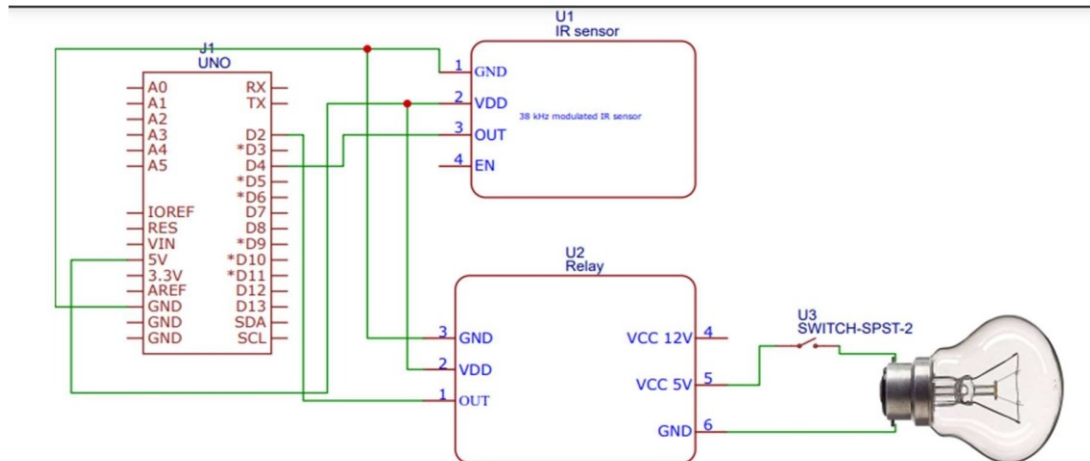 J1
UNO
A0
A1
A2
A3
A4
A5
IOREF
RES
VIN
5V
3.3V
AREF
GND
GND
GND
RX
TX
D2
*D3
D4
*D5
*D6
D7
D8
*D9
*D10
*D11
D12
D13
SDA
SCL
U1
IR sensor
1 GND
2 VDD
3 OUT
4 EN
38 kHz modulated IR sensor
U2
Relay
3 GND
2 VDD
1 OUT
VCC 12V 4
VCC 5V 5
GND 6
U3
SWITCH-SPST-2